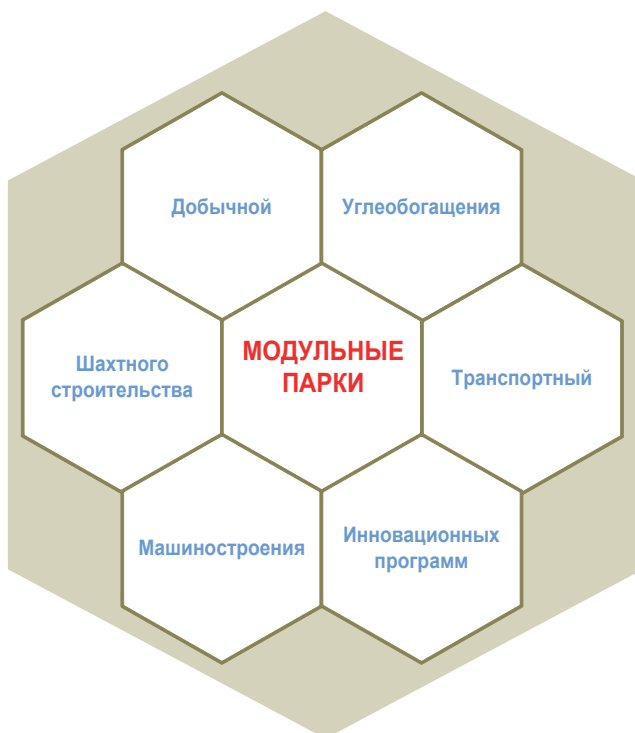 Добычной
Углеобогащения
Шахтного
строительства
МОДУЛЬНЫЕ
ПАРКИ
Транспортный
Машиностроения
Инновационных
программ